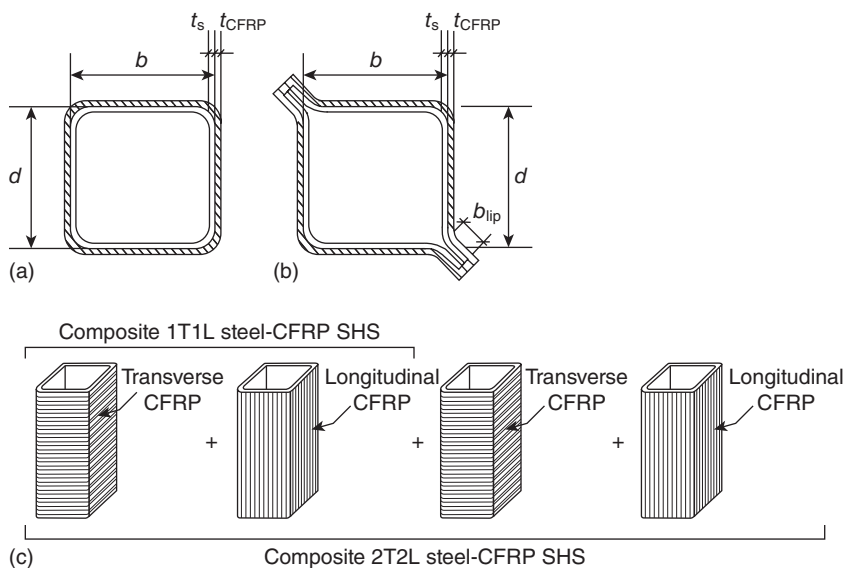 ts tCFRP
b
d
(a)
ts tCFRP
b
d
blip
(b)
Composite 1T1L steel-CFRP SHS
Transverse
CFRP
+
Longitudinal
CFRP
+
Transverse
CFRP
+
Longitudinal
CFRP
(c)
Composite 2T2L steel-CFRP SHS